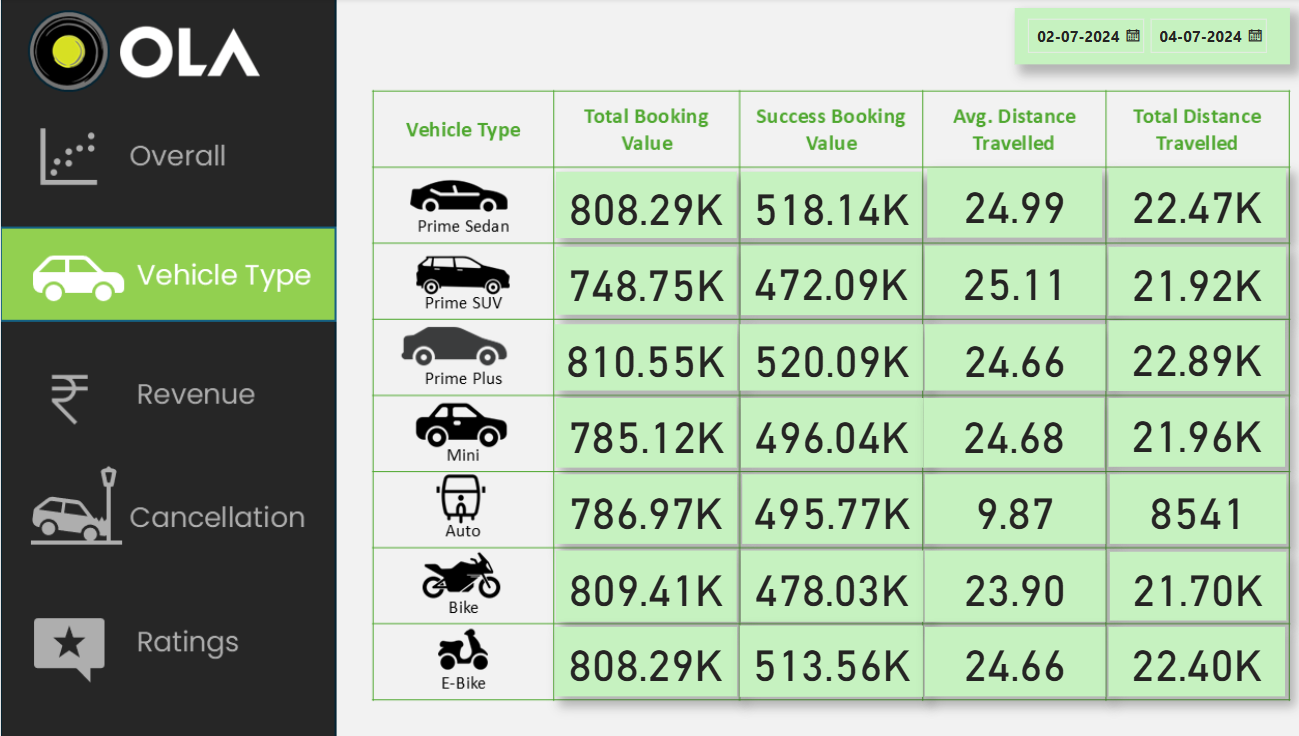 OLA
Overall
Vehicle Type
Revenue
Cancellation
Ratings
02-07-2024 04-07-2024
Vehicle Type
Total Booking
Value
Success Booking
Value
Avg. Distance
Travelled
Total Distance
Travelled
Prime Sedan
808.29K 518.14K 24.99 22.47K
Prime SUV
748.75K 472.09K 25.11 21.92K
Prime Plus
810.55K 520.09K 24.66 22.89K
Mini
785.12K 496.04K 24.68 21.96K
Auto
786.97K 495.77K 9.87 8541
Bike
809.41K 478.03K 23.90 21.70K
E-Bike
808.29K 513.56K 24.66 22.40K